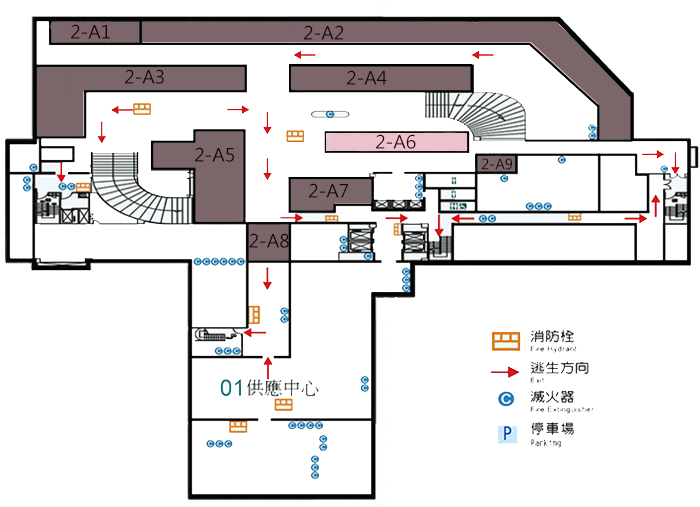 2-A1
2-A2
2-A3
2-A4
2-A5
2-A6
2-A7
2-A9
2-A8
01供應中心
消防栓
Fire Hydrant
逃生方向
Exit
滅火器
Fire Extinguisher
P 停車場
Parking